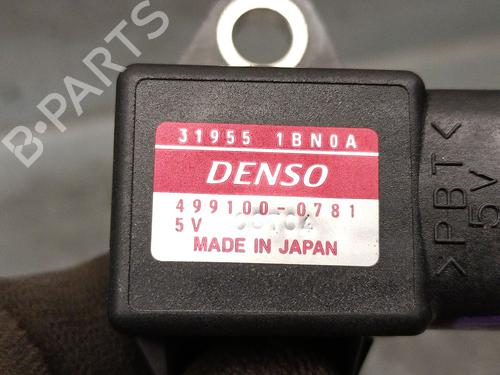 B-PARTS
31955 1BN0A
DENSO
499100-0781
5V
MADE IN JAPAN
>PBT<
5V